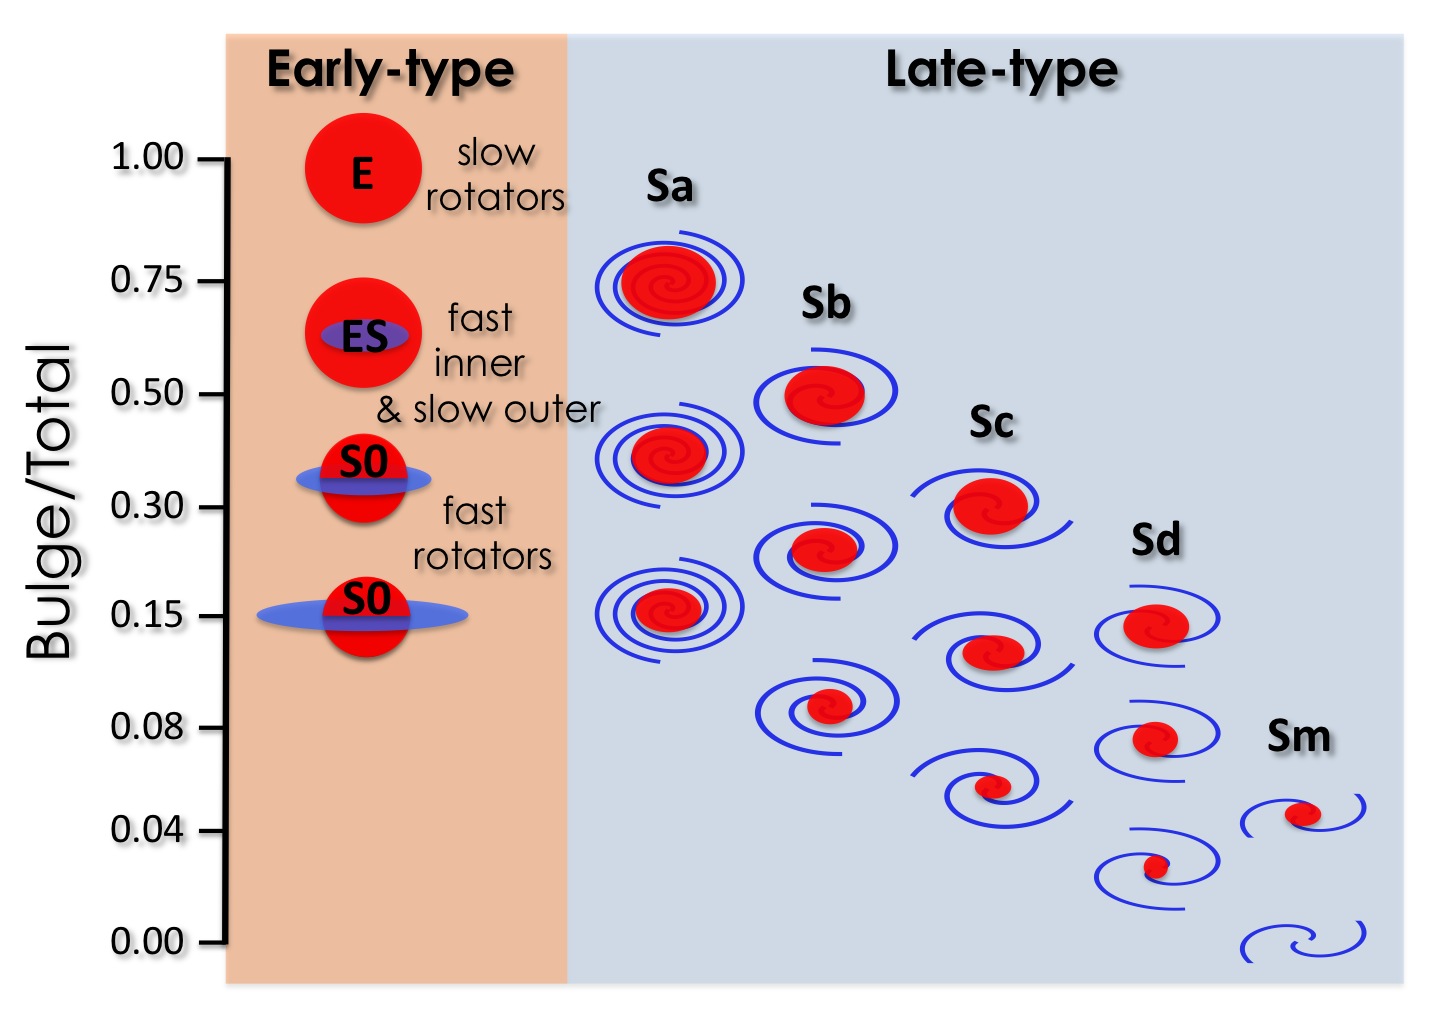 Early-type
Late-type
Bulge/Total
1.00
0.75
0.50
0.30
0.15
0.08
0.04
0.00
E
slow
rotators
ES
fast
inner
& slow outer
S0
fast
rotators
S0
Sa
Sb
Sc
Sd
Sm